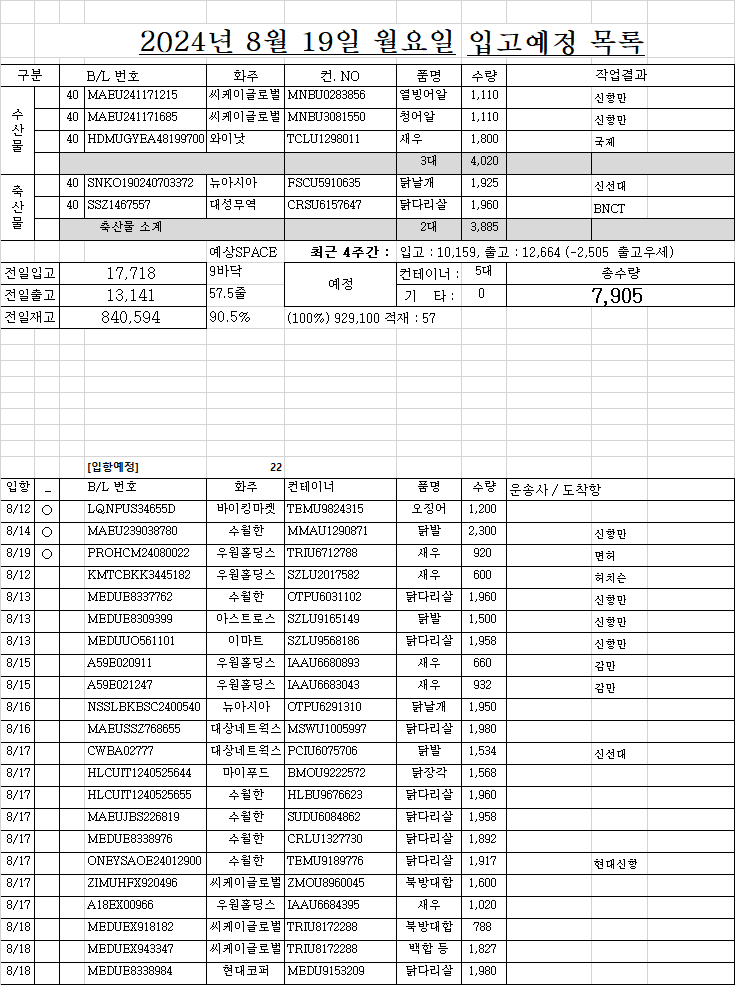 2024년 8월 19일 월요일 입고예정 목록
구분 B/L 번호 화주 컨. NO 품명 수량 작업결과
수산물
40 MAEU241171215 씨케이글로벌 MNBU0283856 열빙어알 1,110 신항만
40 MAEU241171685 씨케이글로벌 MNBU3081550 청어알 1,110 신항만
40 HDMUGYEA48199700 와이낫 TCLU1298011 새우 1,800 국제
3대 4,020
축산물
40 SNKO190240703372 뉴아시아 FSCU5910635 닭날개 1,925 신선대
40 SSZ1467557 대성무역 CRSU6157647 닭다리살 1,960 BNCT
축산물 소계 2대 3,885
예상SPACE 최근 4주간 : 입고 : 10,159, 출고 : 12,664 (-2,505 출고우세)
전일입고 17,718 9바닥 예정 컨테이너 : 5대 총수량
전일출고 13,141 57.5줄 기 타 : 0 7,905
전일재고 840,594 90.5% (100%) 929,100 적재 : 57
[입항예정] 22
입항 _ B/L 번호 화주 컨테이너 품명 수량 운송사 / 도착항
8/12 ○ LQNPUS34655D 바이킹마켓 TEMU9824315 오징어 1,200
8/14 ○ MAEU239038780 수월한 MMAU1290871 닭발 2,300 신항만
8/19 ○ PROHCM24080022 우원홀딩스 TRIU6712788 새우 920 면허
8/12 KMTCBKK3445182 우원홀딩스 SZLU2017582 새우 600 허치슨
8/13 MEDUE8337762 수월한 OTPU6031102 닭다리살 1,960 신항만
8/13 MEDUE8309399 아스트로스 SZLU9165149 닭발 1,500 신항만
8/13 MEDUUO561101 이마트 SZLU9568186 닭다리살 1,958 신항만
8/15 A59E020911 우원홀딩스 IAAU6680893 새우 660 감만
8/15 A59E021247 우원홀딩스 IAAU6683043 새우 932 감만
8/16 NSSLBKBSC2400540 뉴아시아 OTPU6291310 닭날개 1,950
8/16 MAEUSSZ768655 대상네트웍스 MSWU1005997 닭다리살 1,980
8/17 CWBA02777 대상네트웍스 PCIU6075706 닭발 1,534 신선대
8/17 HLCUIT1240525644 마이푸드 BMOU9222572 닭장각 1,568
8/17 HLCUIT1240525655 수월한 HLBU9676623 닭다리살 1,960
8/17 MAEUJBS226819 수월한 SUDU6084862 닭다리살 1,958
8/17 MEDUE8338976 수월한 CRLU1327730 닭다리살 1,892
8/17 ONEYSAOE24012900 수월한 TEMU9189776 닭다리살 1,917 현대신항
8/17 ZIMUHFX920496 씨케이글로벌 ZMOU8960045 북방대합 1,600
8/17 A18EX00966 우원홀딩스 IAAU6684395 새우 1,020
8/18 MEDUEX918182 씨케이글로벌 TRIU8172288 북방대합 788
8/18 MEDUEX943347 씨케이글로벌 TRIU8172288 백합 등 1,827
8/18 MEDUE8338984 현대코퍼 MEDU9153209 닭다리살 1,980